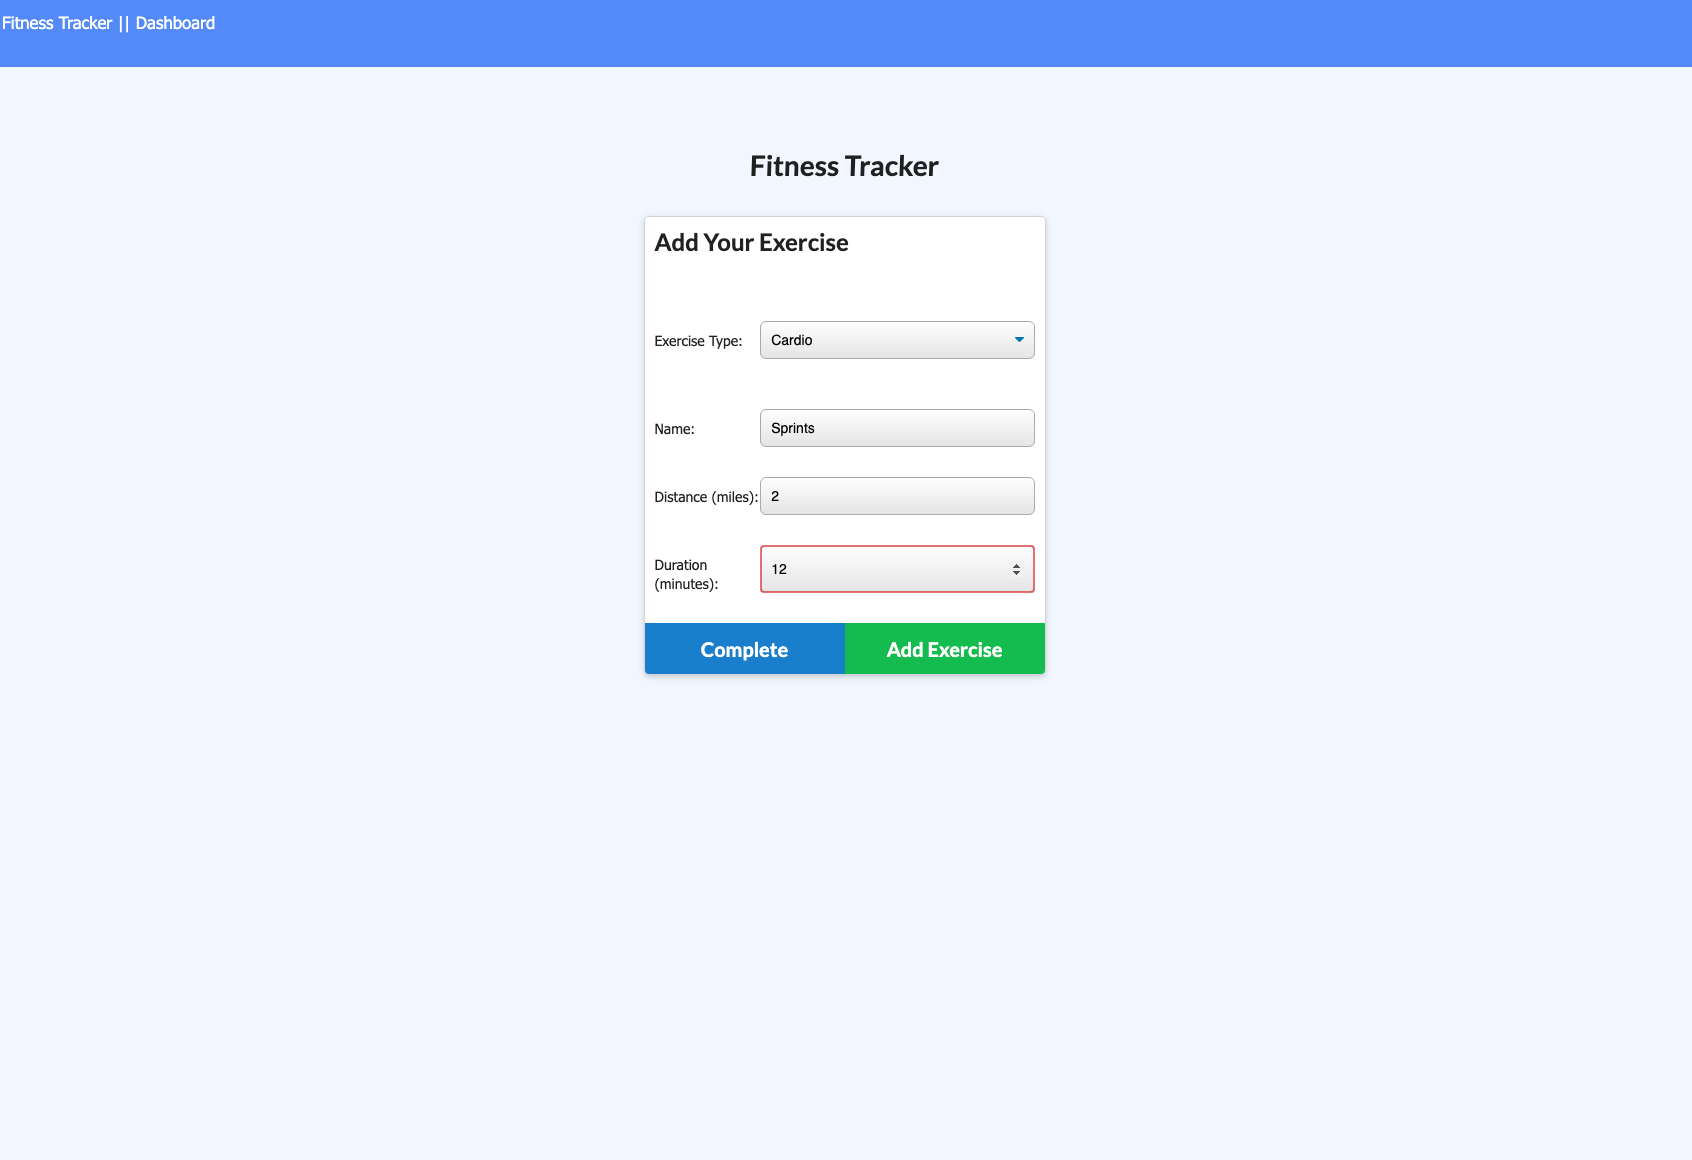 Fitness Tracker || Dashboard
Fitness Tracker
Add Your Exercise
Exercise Type: Cardio
Name: Sprints
Distance (miles): 2
Duration
(minutes): 12
Complete Add Exercise